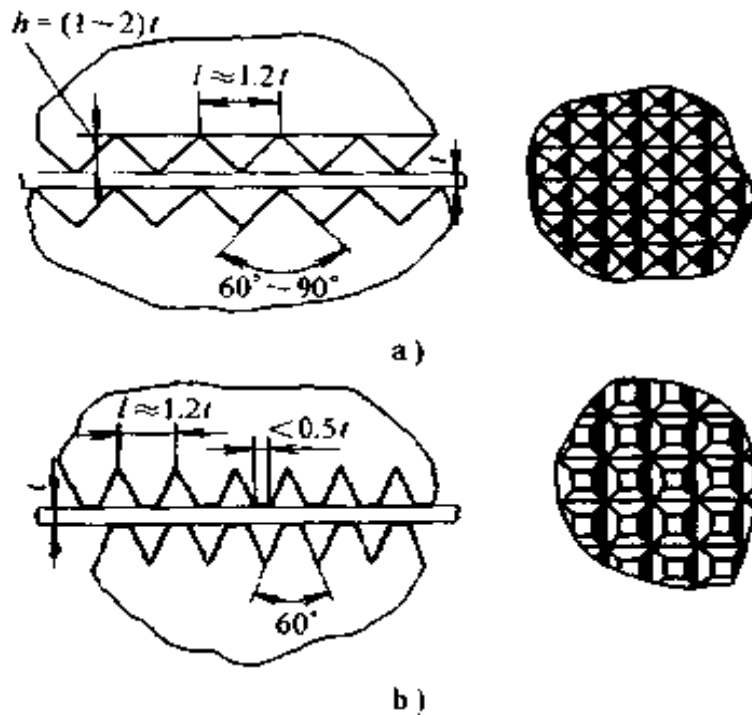 h = (1~2)t
l≈1.2t
t
60°~90°
a)
l≈1.2t
<0.5t
t
60°
b)